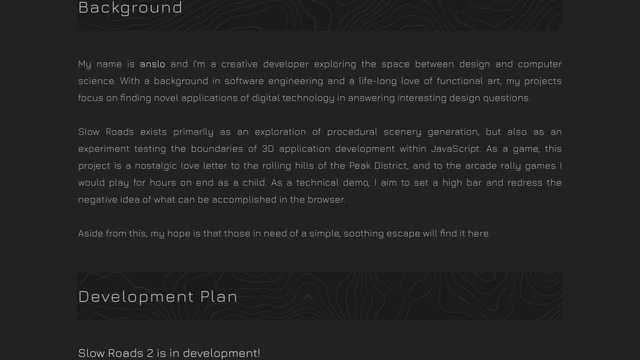 Background
My name is anslo and I'm a creative developer exploring the space between design and computer
science. With a background in software engineering and a life-long love of functional art, my projects
focus on finding novel applications of digital technology in answering interesting design questions.
Slow Roads exists primarily as an exploration of procedural scenery generation, but also as an
experiment testing the boundaries of 3D application development within JavaScript. As a game, this
project is a nostalgic love letter to the rolling hills of the Peak District, and to the arcade rally games I
would play for hours on end as a child. As a technical demo, I aim to set a high bar and redress the
negative idea of what can be accomplished in the browser.
Aside from this, my hope is that those in need of a simple, soothing escape will find it here.
Development Plan
Slow Roads 2 is in development!